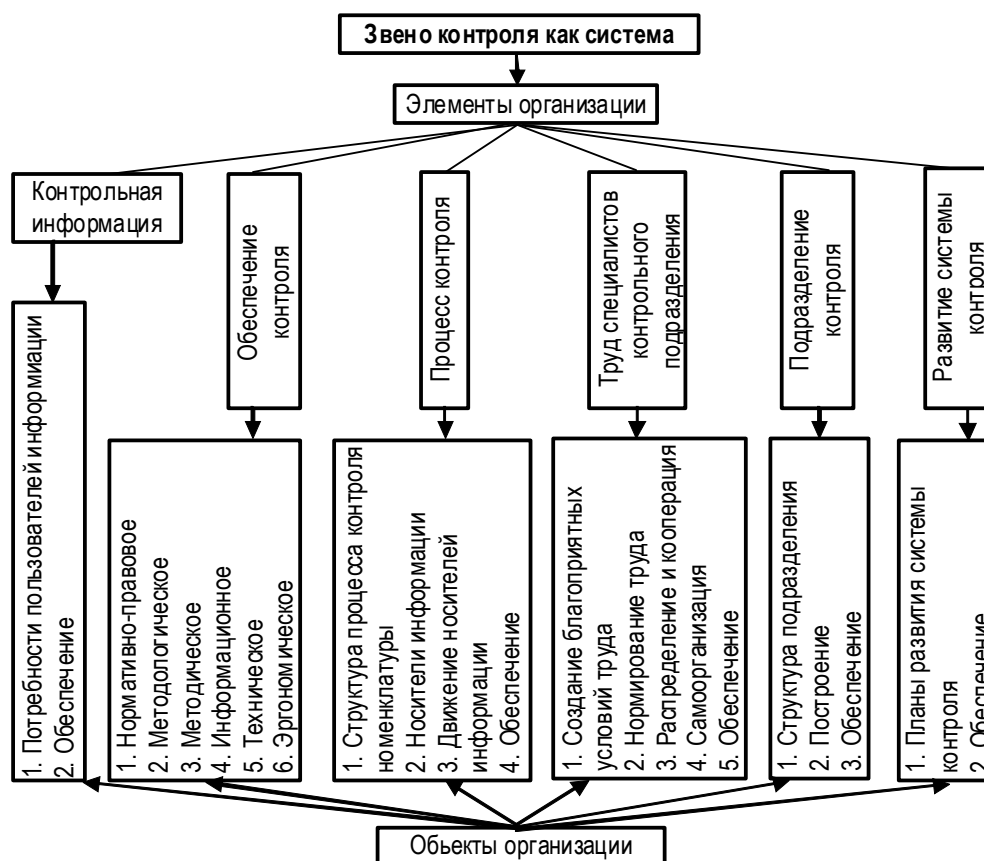 Звено контроля как система
Элементы организации
Контрольная
информация
Обеспечение
контроля
Процесс контроля
Труд специалистов
контрольного
подразделения
Подразделение
контроля
Развитие системы
контроля
1. Потребности пользователей информиации
2. Обеспечение
1. Нормативно-правовое
2. Методологическое
3. Методическое
4. Информационное
5. Техническое
6. Эргономическое
1. Структура процесса контроля
номенклатуры
2. Носители информации
3. Движение носителей
информации
4. Обеспечение
1. Создание благоприятных
условий труда
2. Нормирование труда
3. Распределение и кооперация
4. Самоорганизация
5. Обеспечение
1. Структура подразделения
2. Построение
3. Обеспечение
1. Планы развития системы
контроля
2. Обеспечение
Обьекты организации